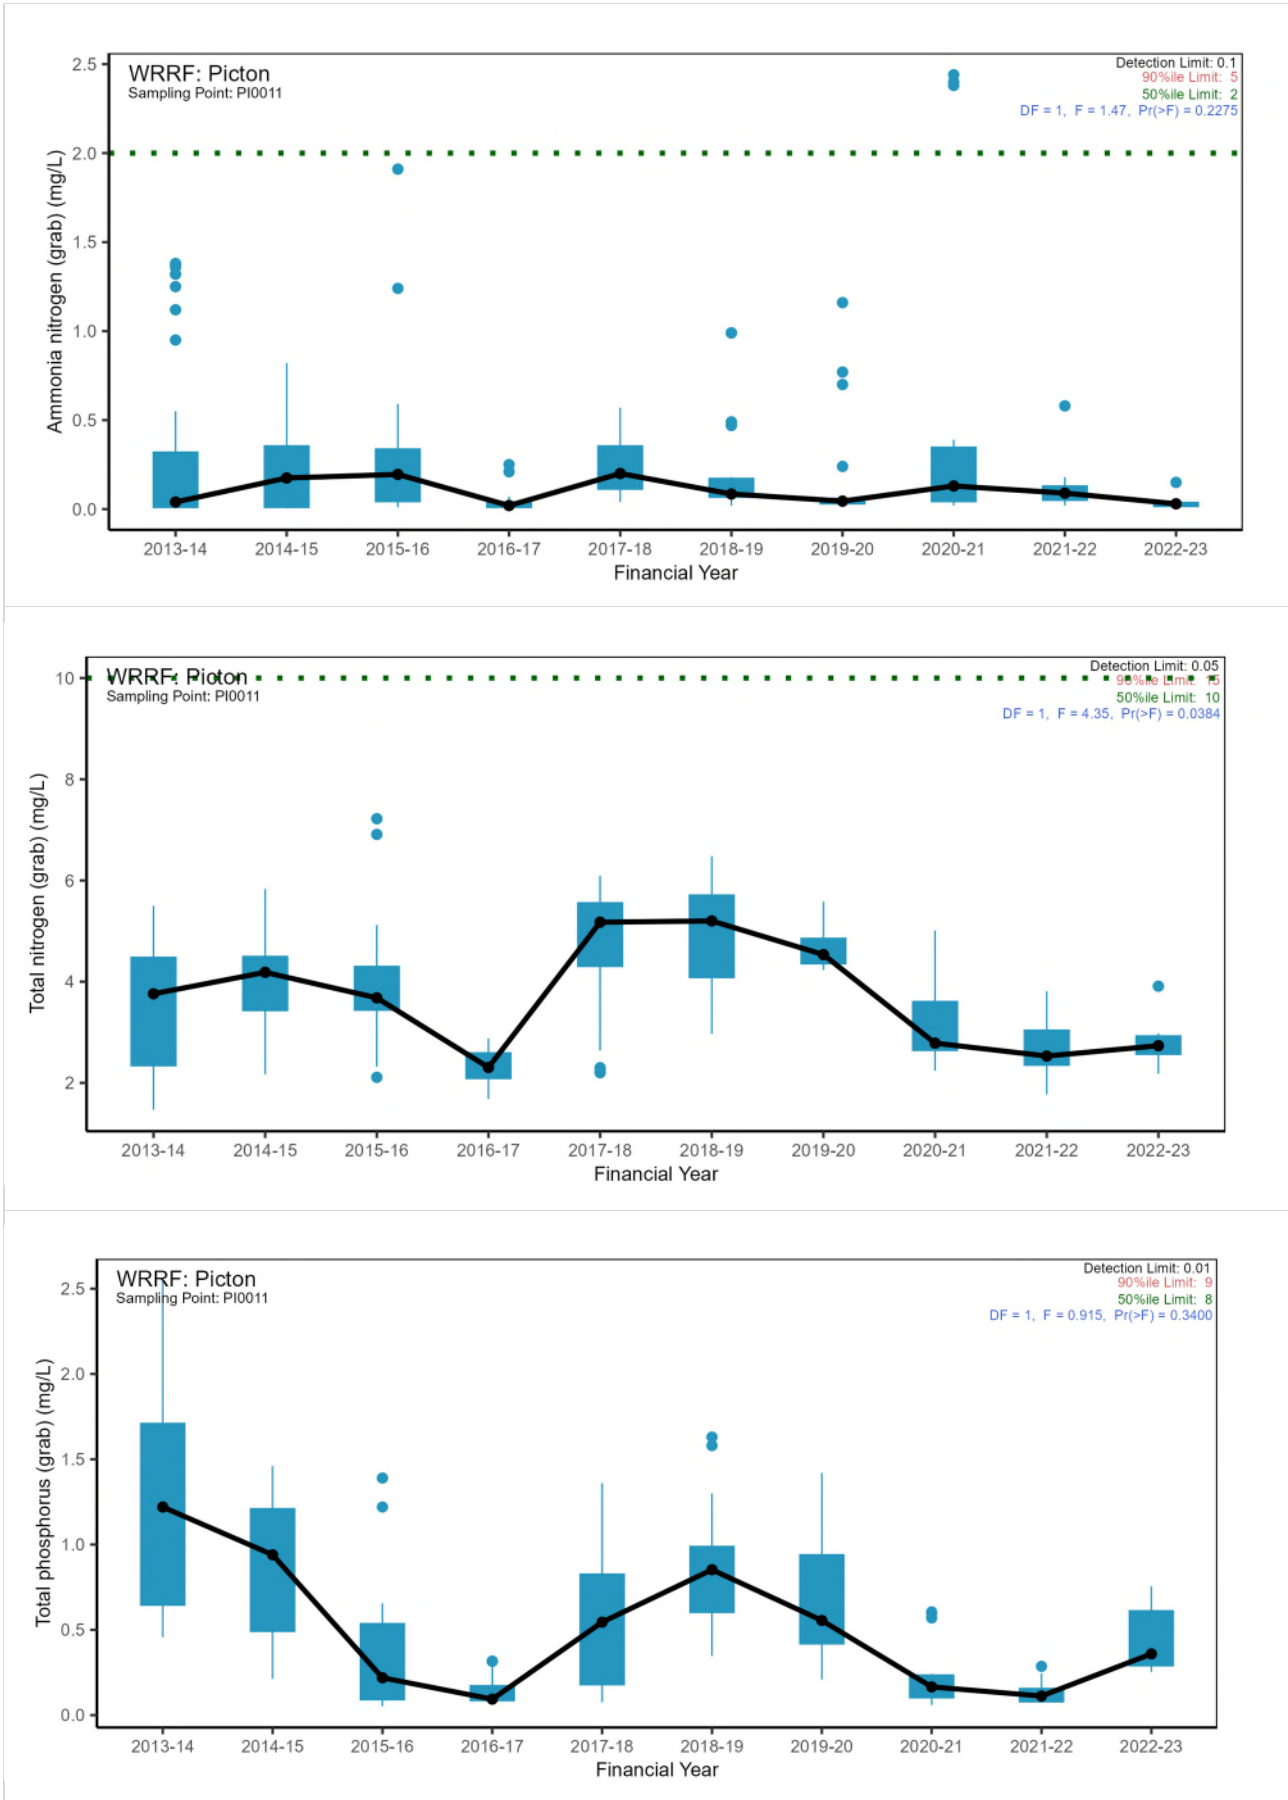 WRRF: Picton
Sampling Point: PI0011
Detection Limit: 0.1
90%ile Limit: 5
50%ile Limit: 2
DF = 1, F = 1.47, Pr(>F) = 0.2275
Ammonia nitrogen (grab) (mg/L)
2.5
2.0
1.5
1.0
0.5
0.0
2013-14 2014-15 2015-16 2016-17 2017-18 2018-19 2019-20 2020-21 2021-22 2022-23
Financial Year
WRRF: Picton
Sampling Point: PI0011
Detection Limit: 0.05
90%ile Limit: 15
50%ile Limit: 10
DF = 1, F = 4.35, Pr(>F) = 0.0384
Total nitrogen (grab) (mg/L)
10
8
6
4
2
2013-14 2014-15 2015-16 2016-17 2017-18 2018-19 2019-20 2020-21 2021-22 2022-23
Financial Year
WRRF: Picton
Sampling Point: PI0011
Detection Limit: 0.01
90%ile Limit: 9
50%ile Limit: 8
DF = 1, F = 0.915, Pr(>F) = 0.3400
Total phosphorus (grab) (mg/L)
2.5
2.0
1.5
1.0
0.5
0.0
2013-14 2014-15 2015-16 2016-17 2017-18 2018-19 2019-20 2020-21 2021-22 2022-23
Financial Year